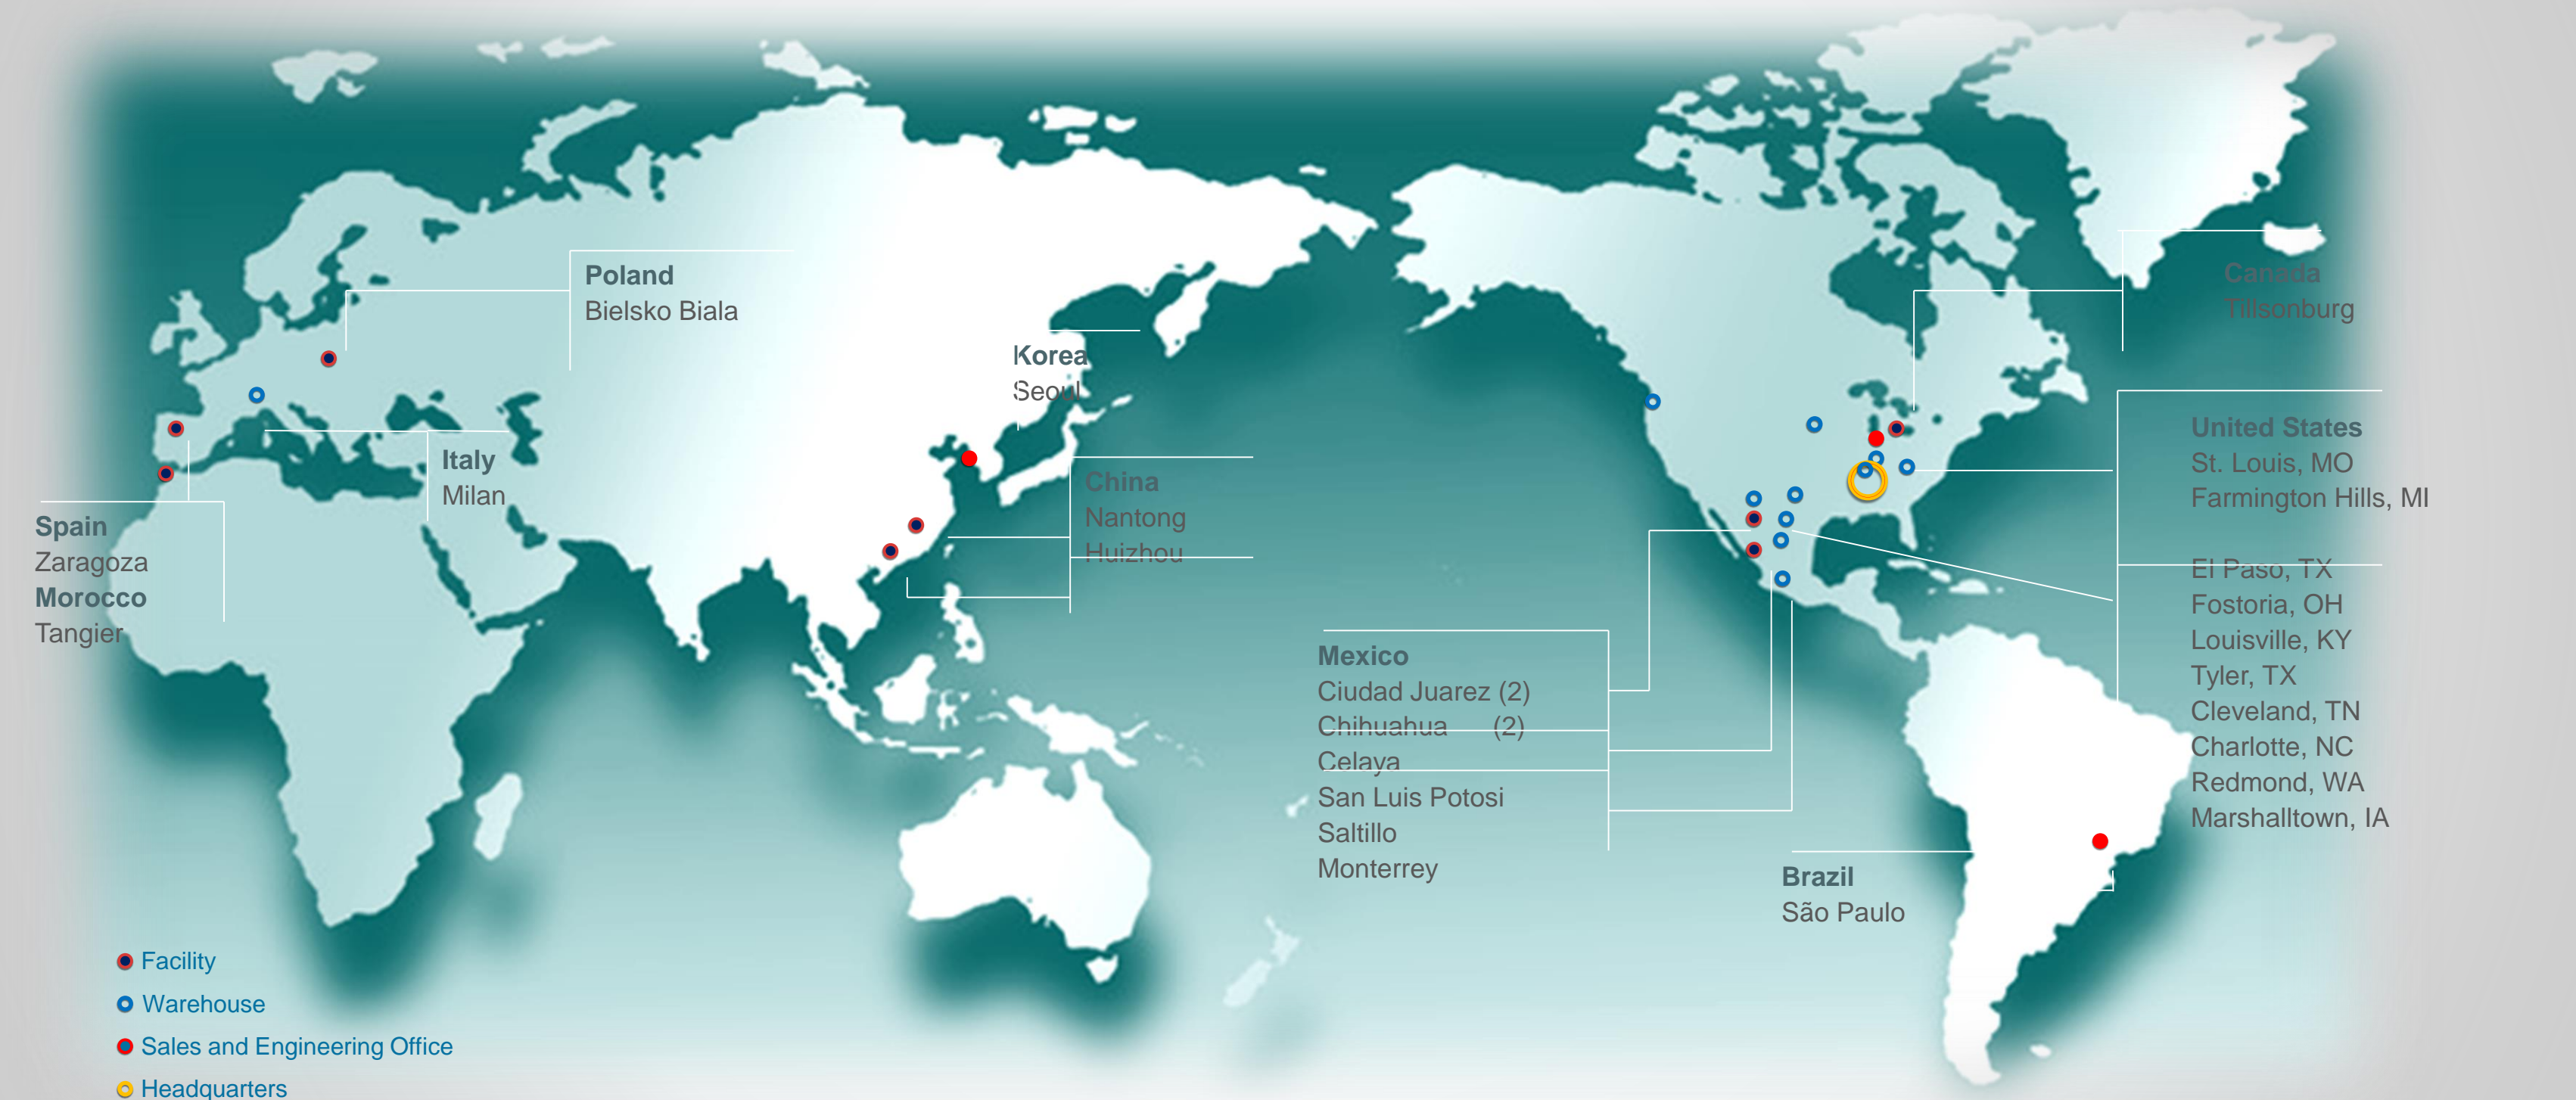 Poland
Bielsko Biala
Korea
Seoul
Italy
Milan
China
Nantong
Huizhou
Spain
Zaragoza
Morocco
Tangier
Canada
Tillsonburg
United States
St. Louis, MO
Farmington Hills, MI
El Paso, TX
Fostoria, OH
Louisville, KY
Tyler, TX
Cleveland, TN
Charlotte, NC
Redmond, WA
Marshalltown, IA
Mexico
Ciudad Juarez (2)
Chihuahua (2)
Celaya
San Luis Potosi
Saltillo
Monterrey
Brazil
São Paulo
Facility
Warehouse
Sales and Engineering Office
Headquarters